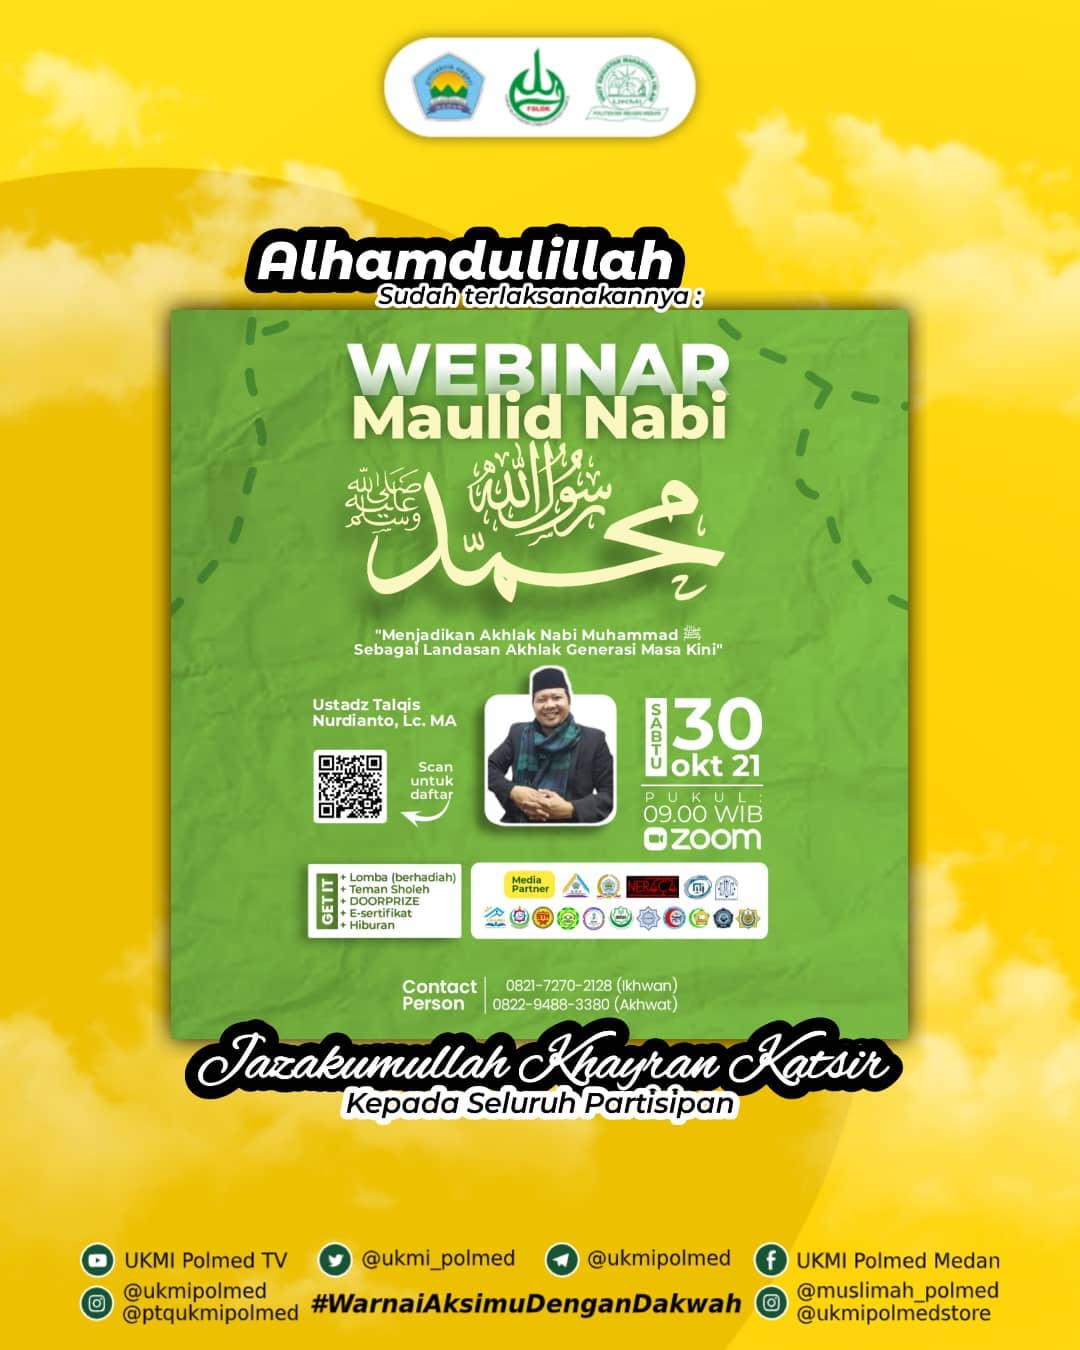 FSLDK
UKMI
Alhamdulillah
Sudah terlaksanakannya :
WEBINAR
Maulid Nabi
محمد رسول الله
صلى الله عليه وسلم
"Menjadikan Akhlak Nabi Muhammad ﷺ
Sebagai Landasan Akhlak Generasi Masa Kini"
Ustadz Talqis
Nurdianto, Lc. MA
Scan
untuk
daftar
SABTU
30
okt 21
PUKUL:
09.00 WIB
zoom
GET IT
+ Lomba (berhadiah)
+ Teman Sholeh
+ DOORPRIZE
+ E-sertifikat
+ Hiburan
Media
Partner
NERACA
Contact
Person
0821-7270-2128 (Ikhwan)
0822-9488-3380 (Akhwat)
Jazakumullah Khayran Katsir
Kepada Seluruh Partisipan
UKMI Polmed TV
@ukmi_polmed
@ukmipolmed
UKMI Polmed Medan
@ukmipolmed
@ptqukmipolmed
#WarnaiAksimuDenganDakwah
@muslimah_polmed
@ukmipolmedstore